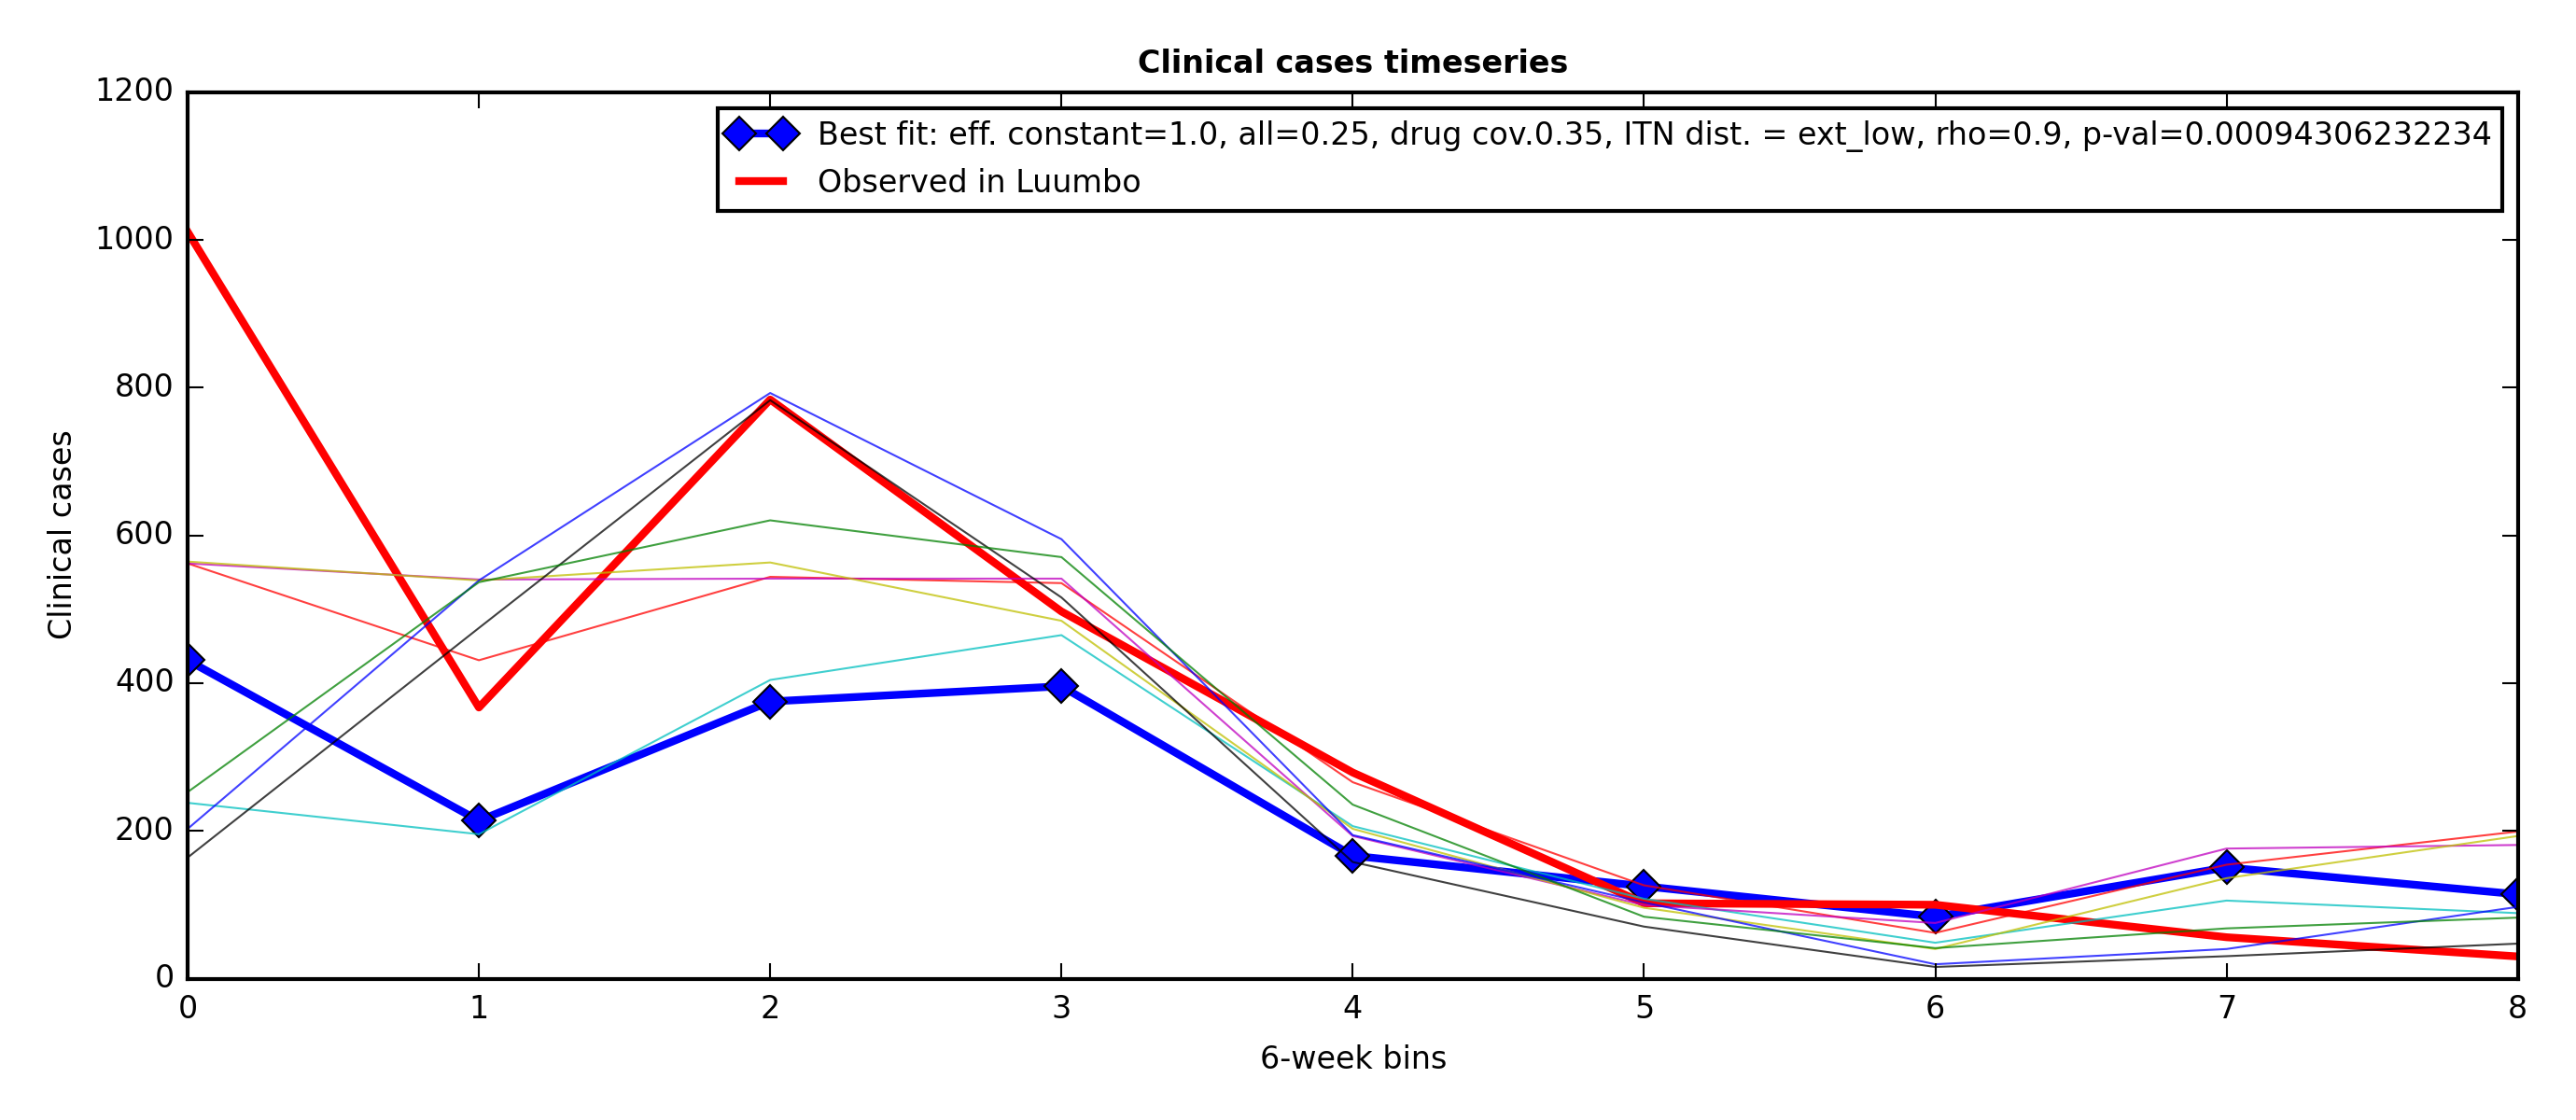 Clinical cases timeseries
1200
1000
800
600
400
200
0
Clinical cases
Best fit: eff. constant=1.0, all=0.25, drug cov.0.35, ITN dist. = ext_low, rho=0.9, p-val=0.00094306232234
Observed in Luumbo
0 1 2 3 4 5 6 7 8
6-week bins